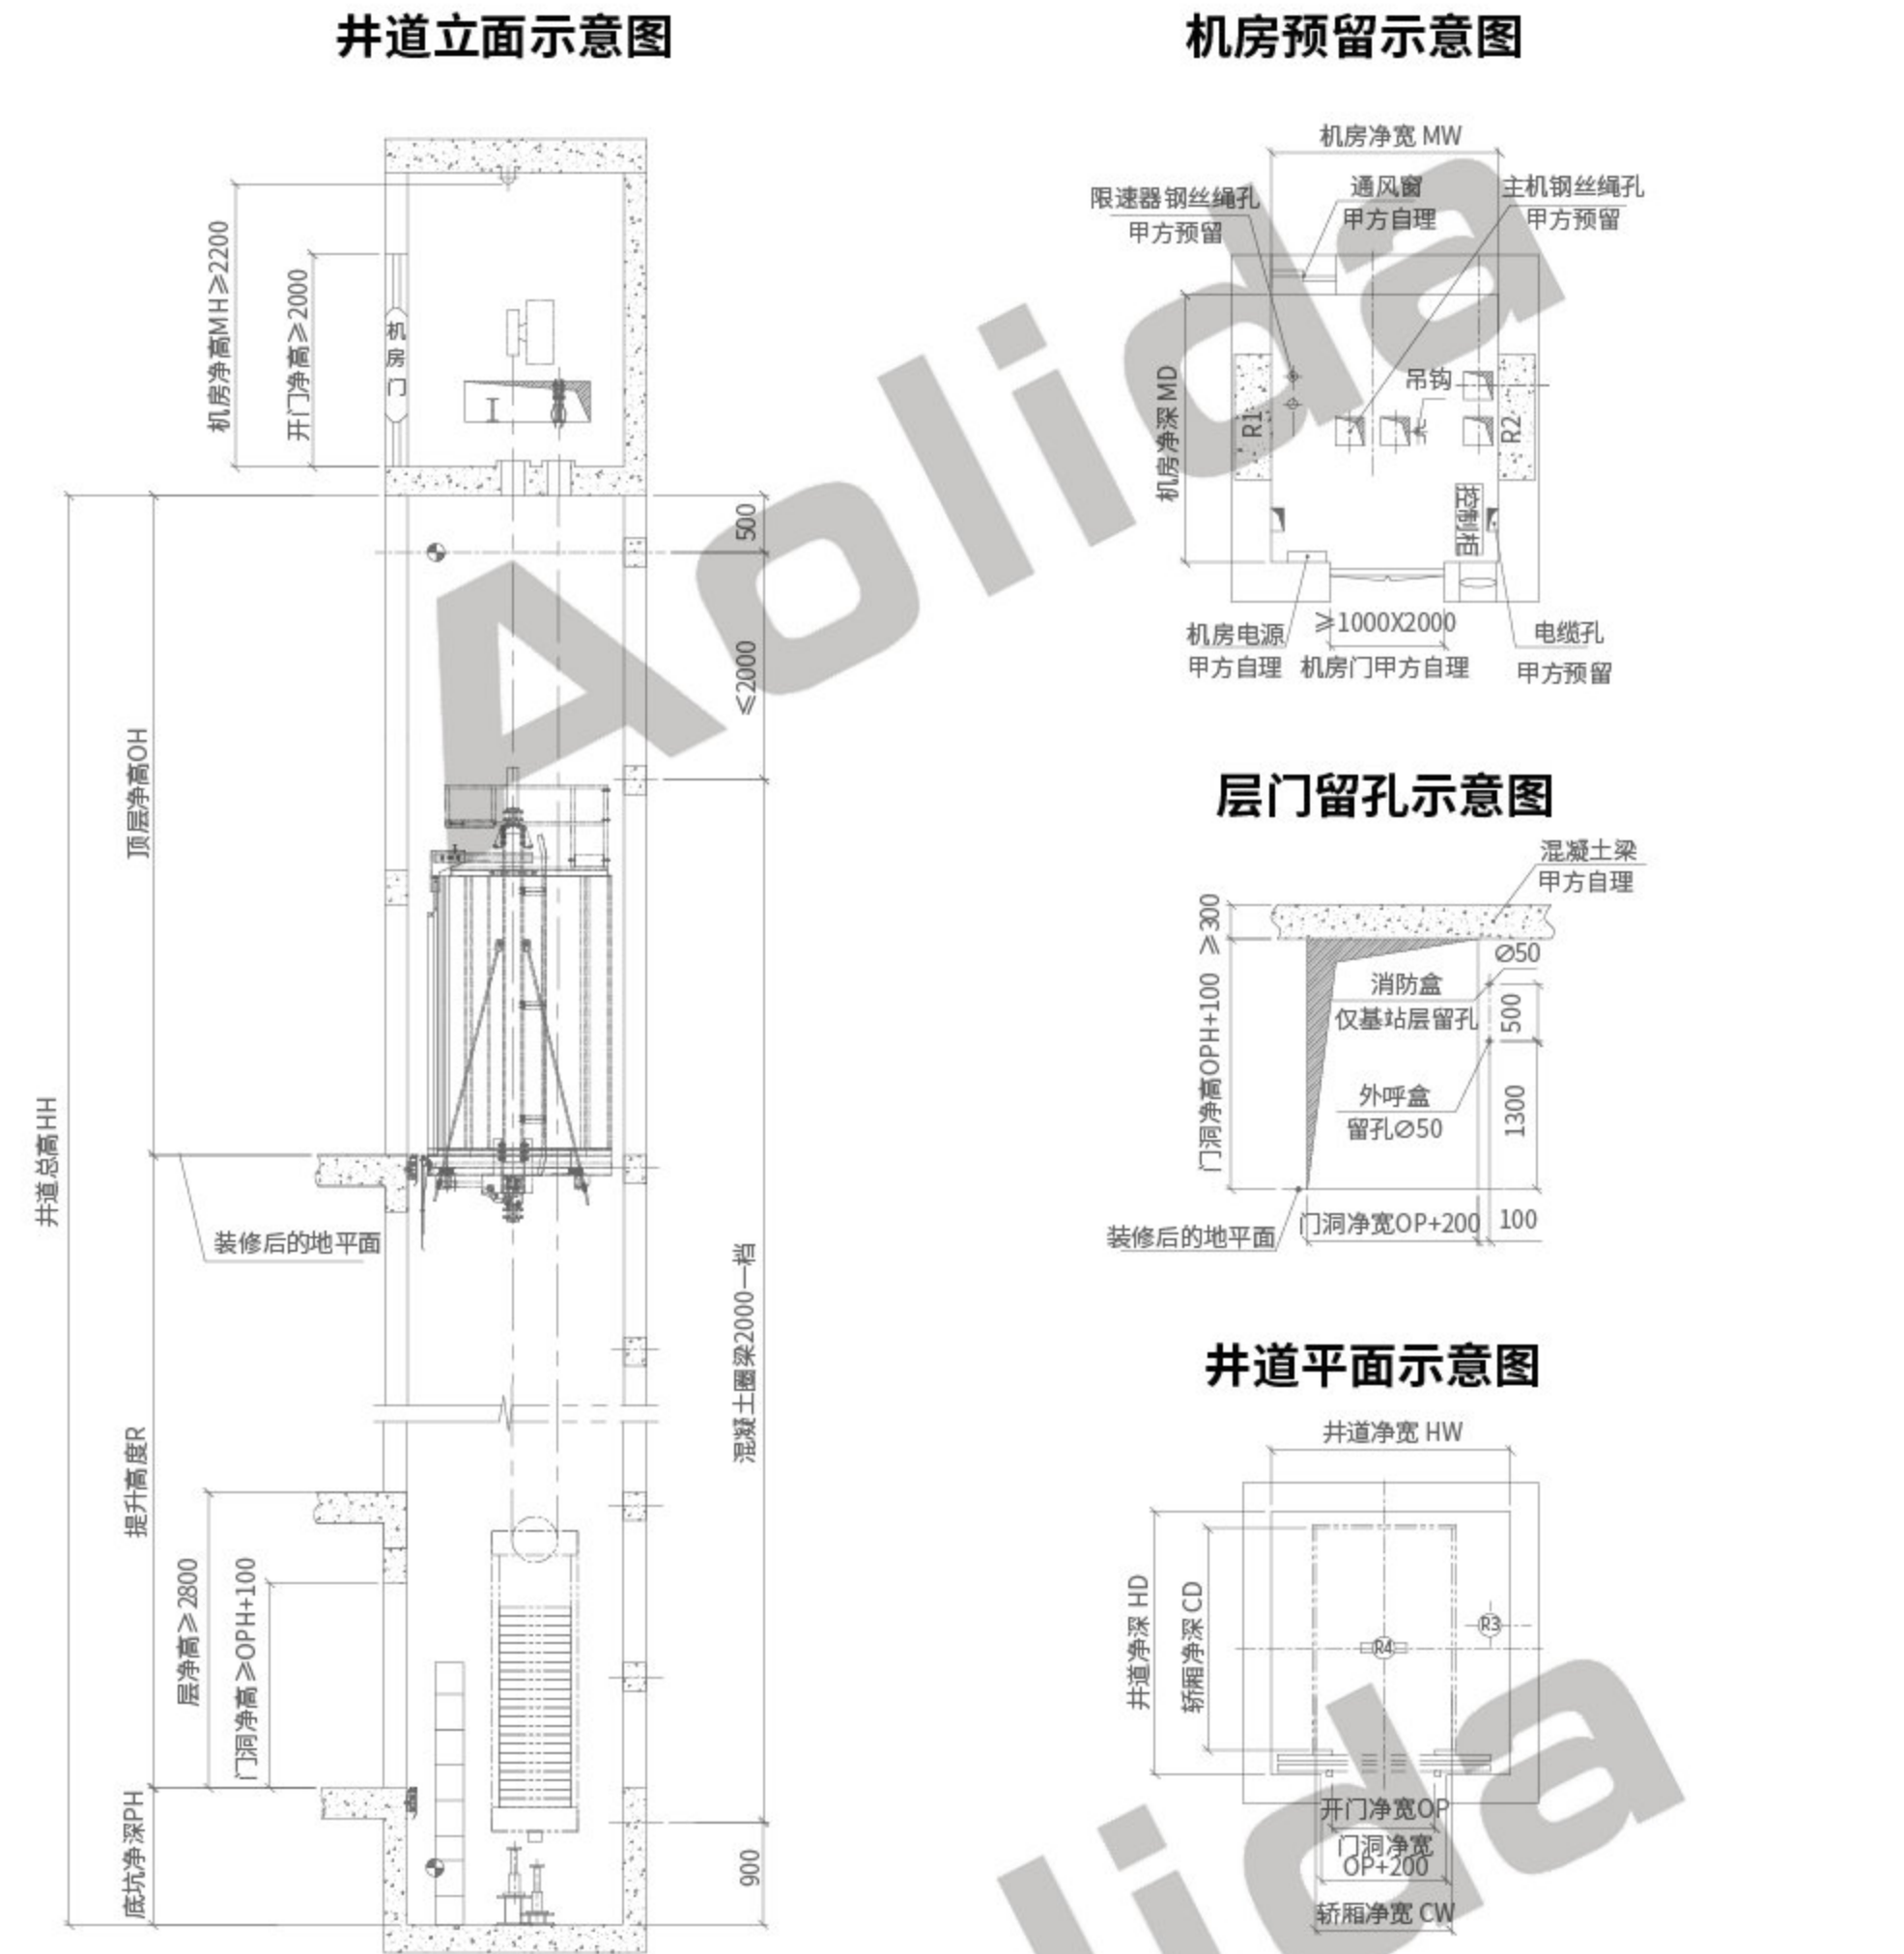 井道立面示意图
机房净高MH≥2200
开门净高≥2000
机
房
门
500
≤2000
顶层净高OH
井道总高HH
装修后的地平面
混凝土圈梁2000一档
提升高度R
层净高≥2800
门洞净高≥OPH+100
底坑净深PH
900
机房预留示意图
机房净宽 MW
限速器钢丝绳孔
甲方预留
通风窗
甲方自理
主机钢丝绳孔
甲方预留
机房净深MD
R1
吊钩
R2
控制柜
机房电源
甲方自理
≥1000X2000
机房门甲方自理
电缆孔
甲方预留
层门留孔示意图
混凝土梁
甲方自理
≥300
门洞净高OPH+100
∅50
消防盒
仅基站层留孔
500
外呼盒
留孔∅50
1300
装修后的地平面
门洞净宽OP+200
100
井道平面示意图
井道净宽 HW
井道净深 HD
轿厢净深 CD
R3
R4
开门净宽OP
门洞净宽
OP+200
轿厢净宽 CW
Aolida
lida